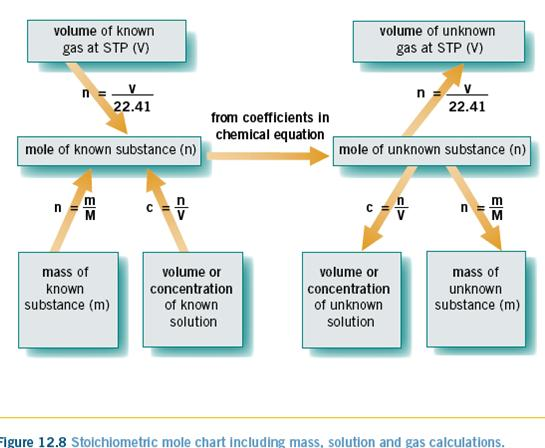 volume of known
gas at STP (V)
volume of unknown
gas at STP (V)
n = V
22.41
n = V
22.41
from coefficients in
chemical equation
mole of known substance (n)
mole of unknown substance (n)
n = m
M
c = n
V
c = n
V
n = m
M
mass of
known
substance (m)
volume or
concentration
of known
solution
volume or
concentration
of unknown
solution
mass of
unknown
substance (m)
Figure 12.8 Stoichiometric mole chart including mass, solution and gas calculations.